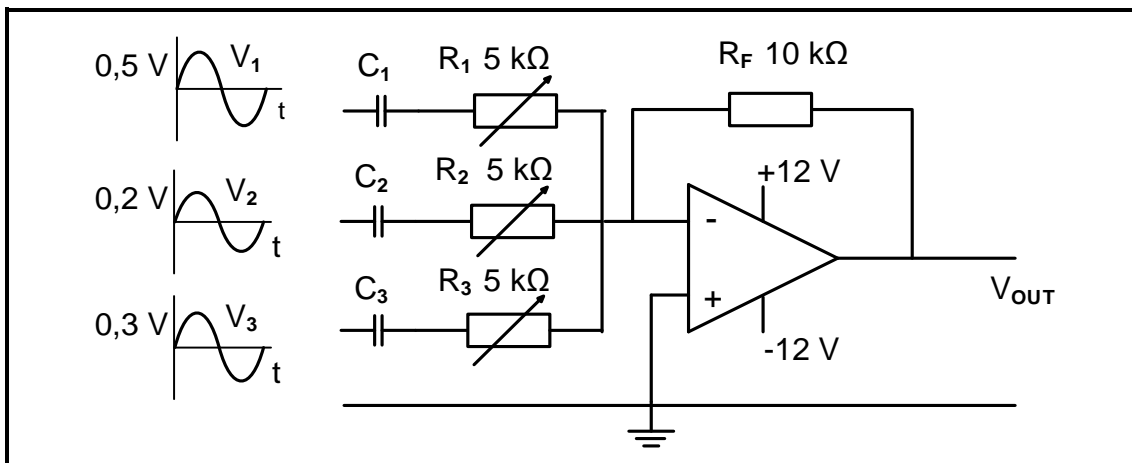 R₁ 5 kΩ
R_F 10 kΩ
0,5 V
V₁
C₁
t
R₂ 5 kΩ
+12 V
0,2 V
V₂
C₂
-
t
R₃ 5 kΩ
0,3 V
V₃
C₃
+
V_OUT
t
-12 V